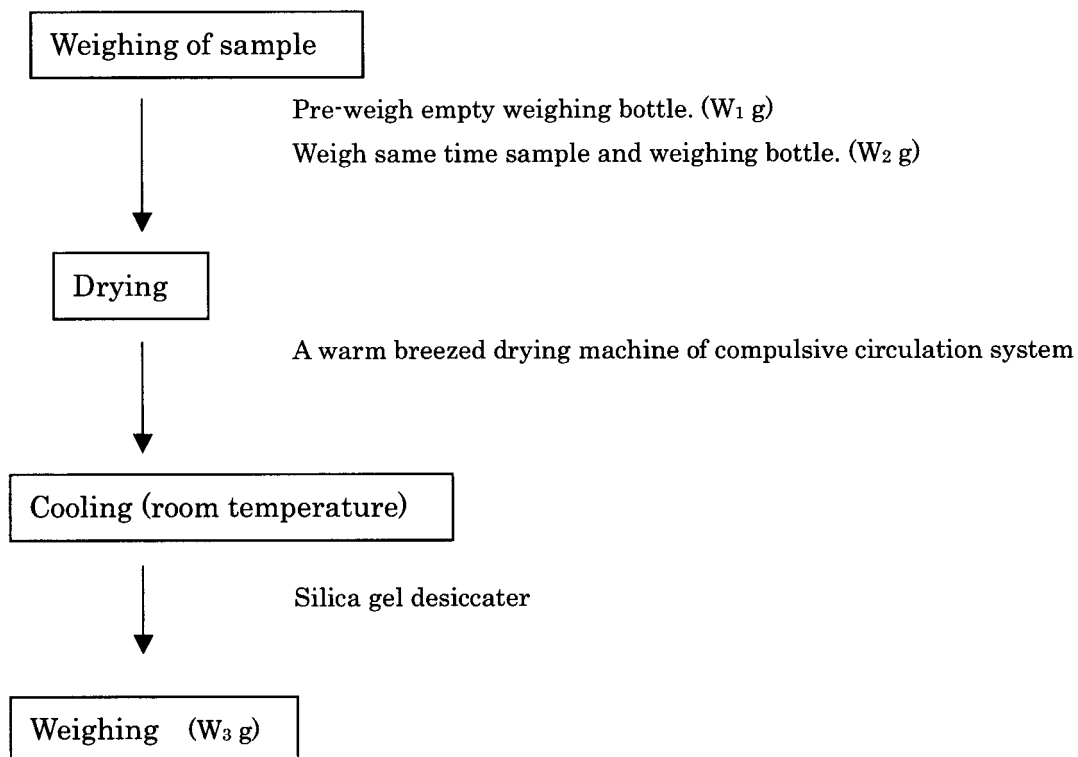 Weighing of sample
Pre-weigh empty weighing bottle. (W₁ g)
Weigh same time sample and weighing bottle. (W₂ g)
Drying
A warm breezed drying machine of compulsive circulation system
Cooling (room temperature)
Silica gel desiccater
Weighing (W₃ g)